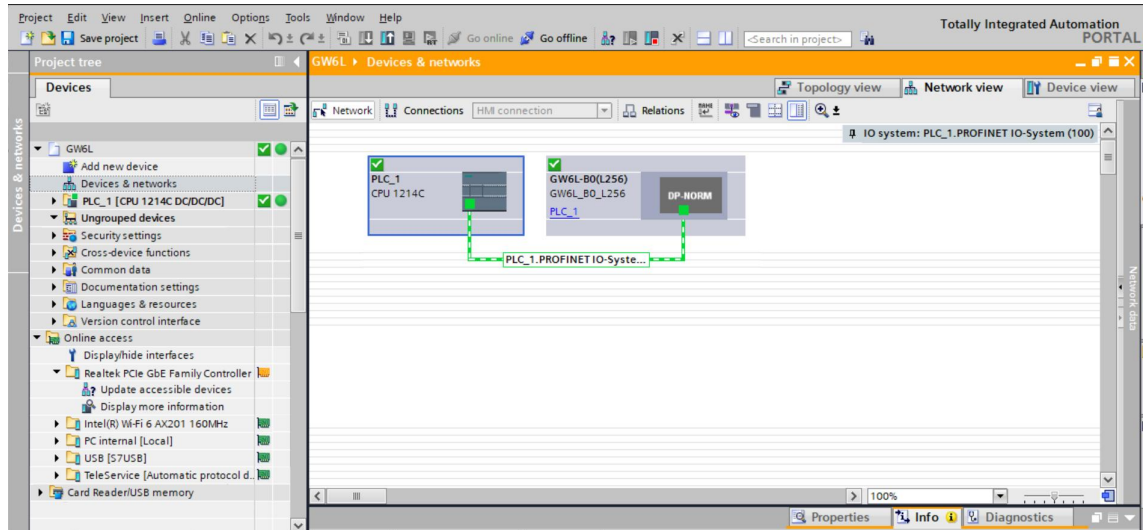 Project Edit View Insert Online Options Tools Window Help
Totally Integrated Automation
PORTAL
Save project Go online Go offline <Search in project>
Project tree
GW6L Devices & networks
Devices
Topology view Network view Device view
Network Connections HMI connection Relations
Devices & networks
IO system: PLC_1.PROFINET IO-System (100)
GW6L
Add new device
Devices & networks
PLC_1 [CPU 1214C DC/DC/DC]
Ungrouped devices
Security settings
Cross-device functions
Common data
Documentation settings
Languages & resources
Version control interface
Online access
Display/hide interfaces
Realtek PCIe GbE Family Controller
Update accessible devices
Display more information
Intel(R) Wi-Fi 6 AX201 160MHz
PC internal [Local]
USB [S7USB]
TeleService [Automatic protocol d..
Card Reader/USB memory
PLC_1
CPU 1214C
GW6L-B0(L256)
GW6L_B0_L256
DP-NORM
PLC_1
PLC_1.PROFINET IO-Syste...
Network data
100%
Properties Info Diagnostics